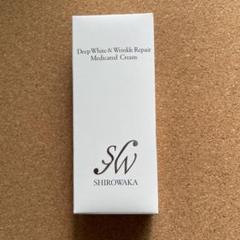 Deep White & Wrinkle Repair
Medicated Cream
SW
SHIROWAKA